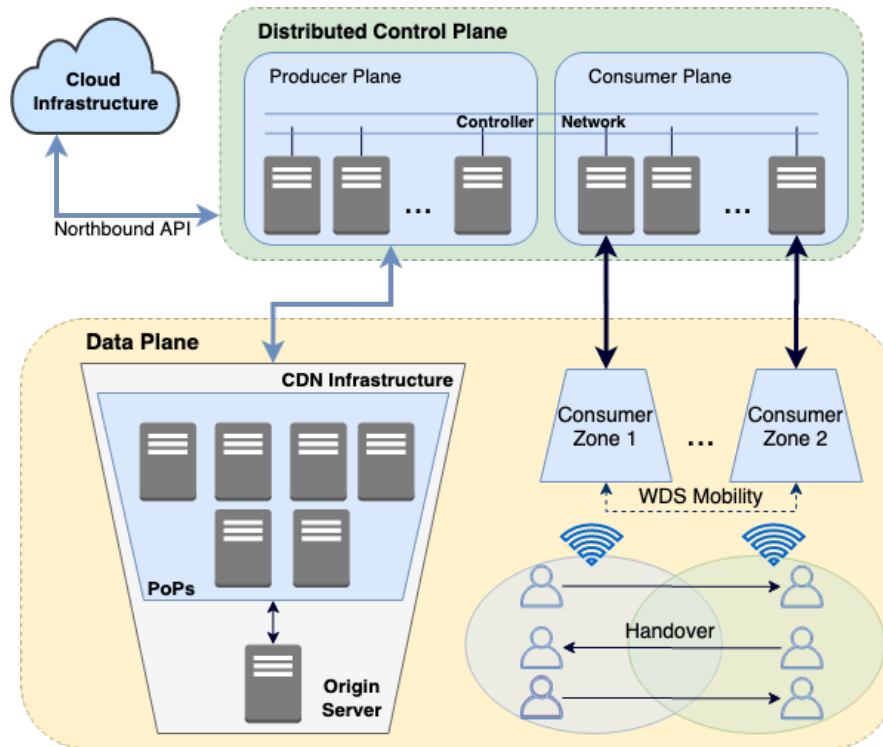 Distributed Control Plane
Cloud
Infrastructure
Producer Plane
Consumer Plane
Controller Network
...
...
Northbound API
Data Plane
CDN Infrastructure
PoPs
Origin
Server
Consumer
Zone 1
...
Consumer
Zone 2
WDS Mobility
Handover